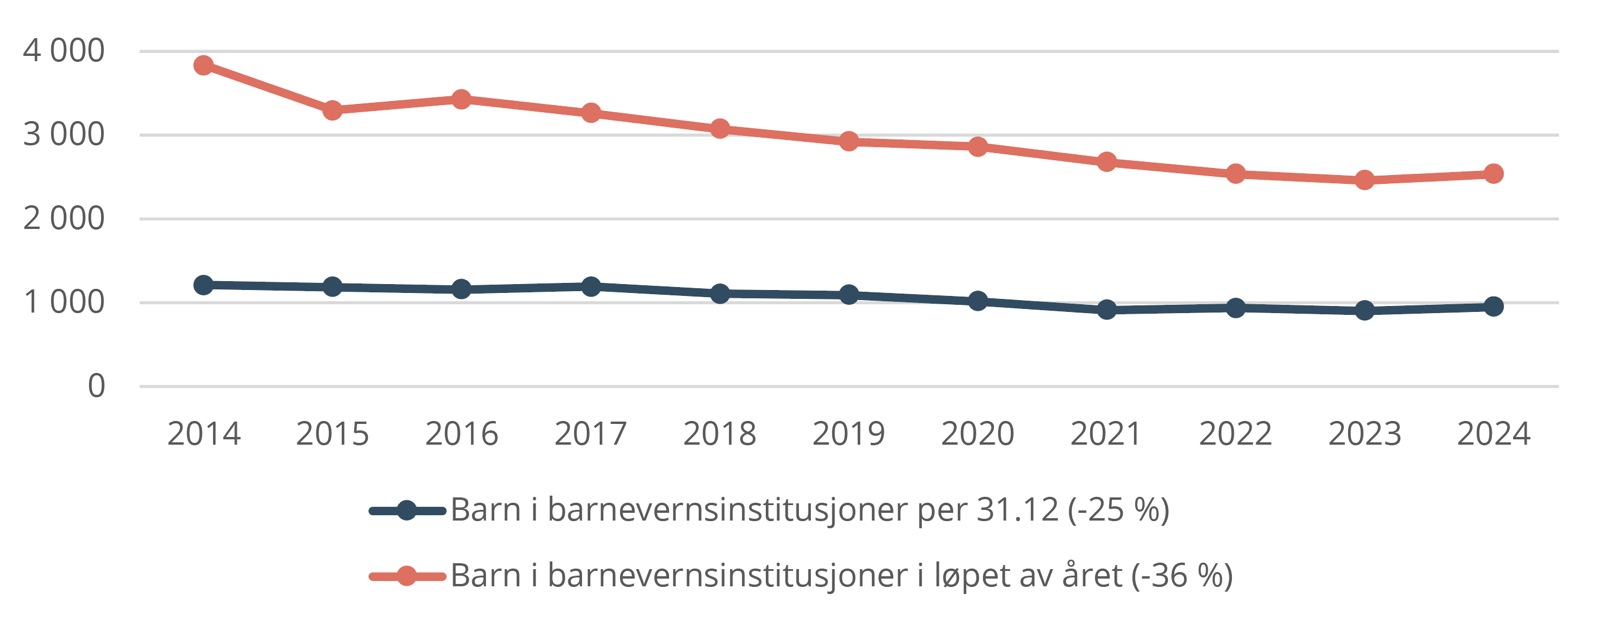 4 000
3 000
2 000
1 000
0
2014 2015 2016 2017 2018 2019 2020 2021 2022 2023 2024
Barn i barnevernsinstitusjoner per 31.12 (-25 %)
Barn i barnevernsinstitusjoner i løpet av året (-36 %)